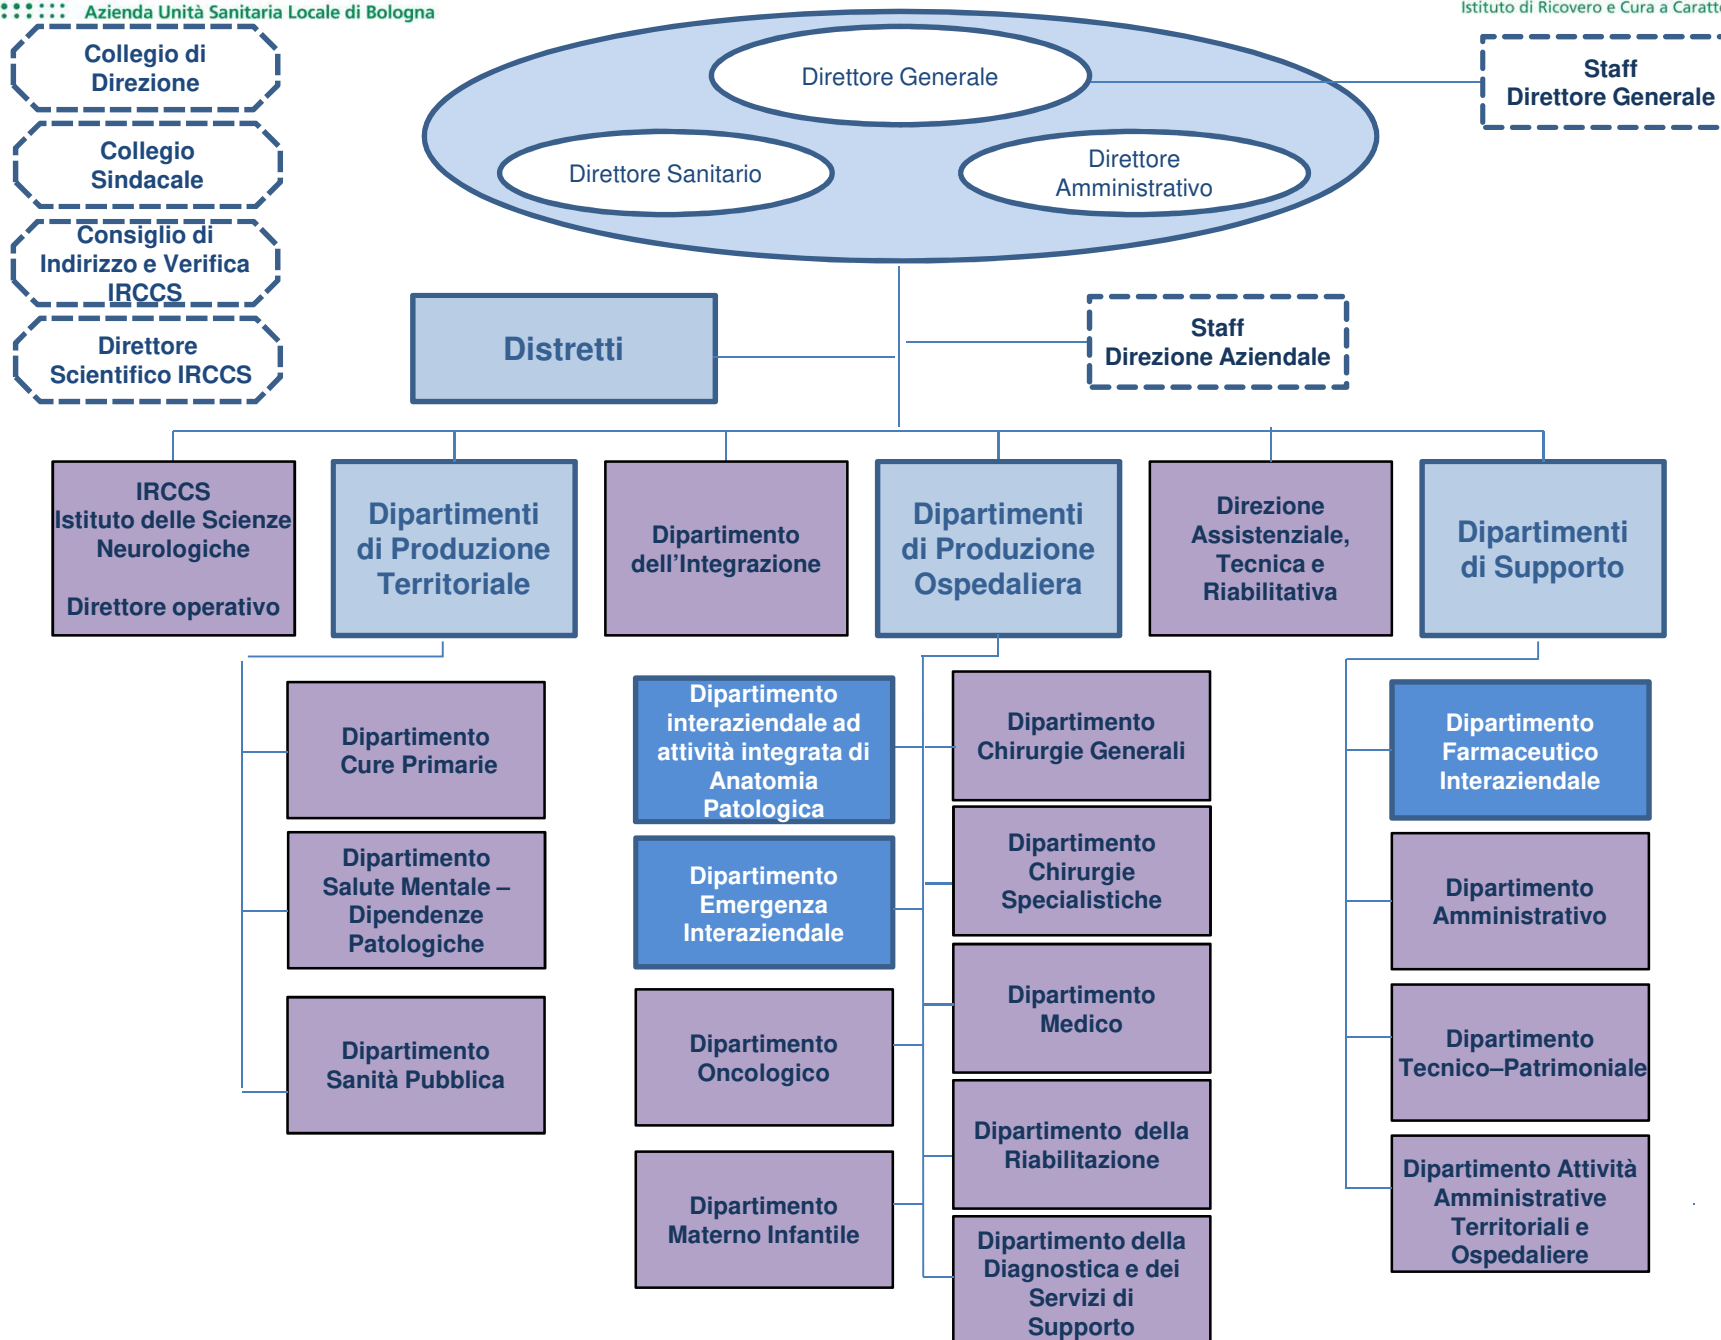 Azienda Unità Sanitaria Locale di Bologna
Istituto di Ricovero e Cura a Caratte
Collegio di
Direzione
Collegio
Sindacale
Consiglio di
Indirizzo e Verifica
IRCCS
Direttore
Scientifico IRCCS
Direttore Generale
Direttore Sanitario
Direttore
Amministrativo
Staff
Direttore Generale
Distretti
Staff
Direzione Aziendale
IRCCS
Istituto delle Scienze
Neurologiche
Direttore operativo
Dipartimenti
di Produzione
Territoriale
Dipartimento
dell’Integrazione
Dipartimenti
di Produzione
Ospedaliera
Direzione
Assistenziale,
Tecnica e
Riabilitativa
Dipartimenti
di Supporto
Dipartimento
Cure Primarie
Dipartimento
Salute Mentale –
Dipendenze
Patologiche
Dipartimento
Sanità Pubblica
Dipartimento
interaziendale ad
attività integrata di
Anatomia
Patologica
Dipartimento
Emergenza
Interaziendale
Dipartimento
Oncologico
Dipartimento
Materno Infantile
Dipartimento
Chirurgie Generali
Dipartimento
Chirurgie
Specialistiche
Dipartimento
Medico
Dipartimento della
Riabilitazione
Dipartimento della
Diagnostica e dei
Servizi di
Supporto
Dipartimento
Farmaceutico
Interaziendale
Dipartimento
Amministrativo
Dipartimento
Tecnico–Patrimoniale
Dipartimento Attività
Amministrative
Territoriali e
Ospedaliere